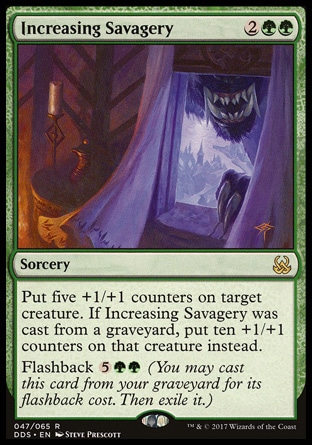 Increasing Savagery 2
Sorcery
Put five +1/+1 counters on target
creature. If Increasing Savagery was
cast from a graveyard, put ten +1/+1
counters on that creature instead.
Flashback 5 (You may cast
this card from your graveyard for its
flashback cost. Then exile it.)
047/065 R
DDS • EN Steve Prescott ™ & © 2017 Wizards of the Coast